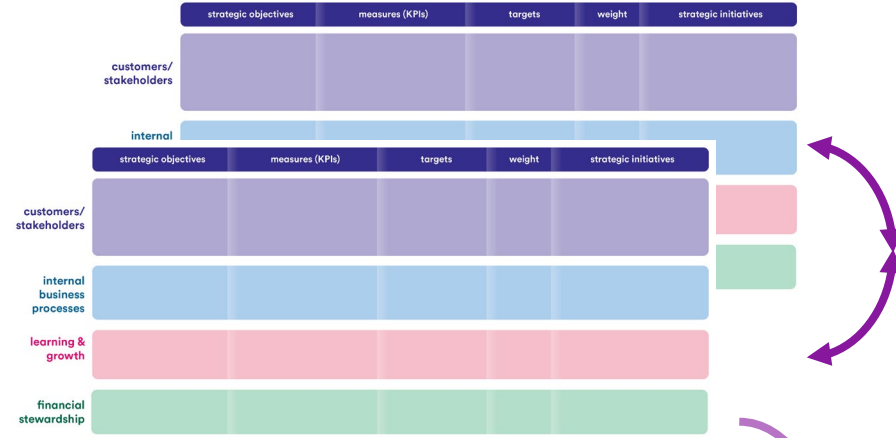 strategic objectives measures (KPIs) targets weight strategic initiatives
customers/
stakeholders
internal
strategic objectives measures (KPIs) targets weight strategic initiatives
customers/
stakeholders
internal
business
processes
learning &
growth
financial
stewardship